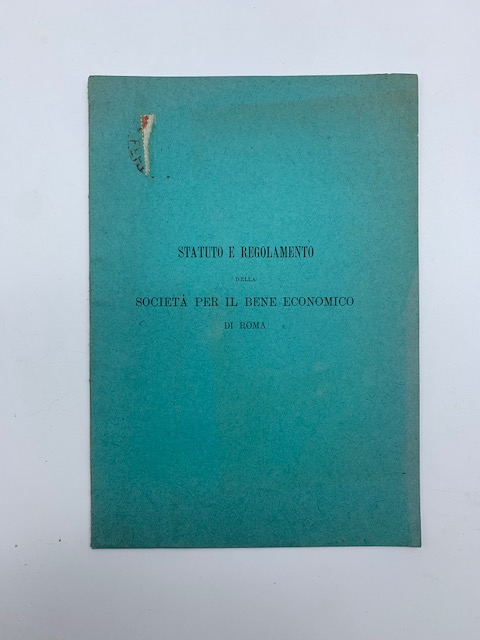 STATUTO E REGOLAMENTO
DELLA
SOCIETÀ PER IL BENE ECONOMICO
DI ROMA